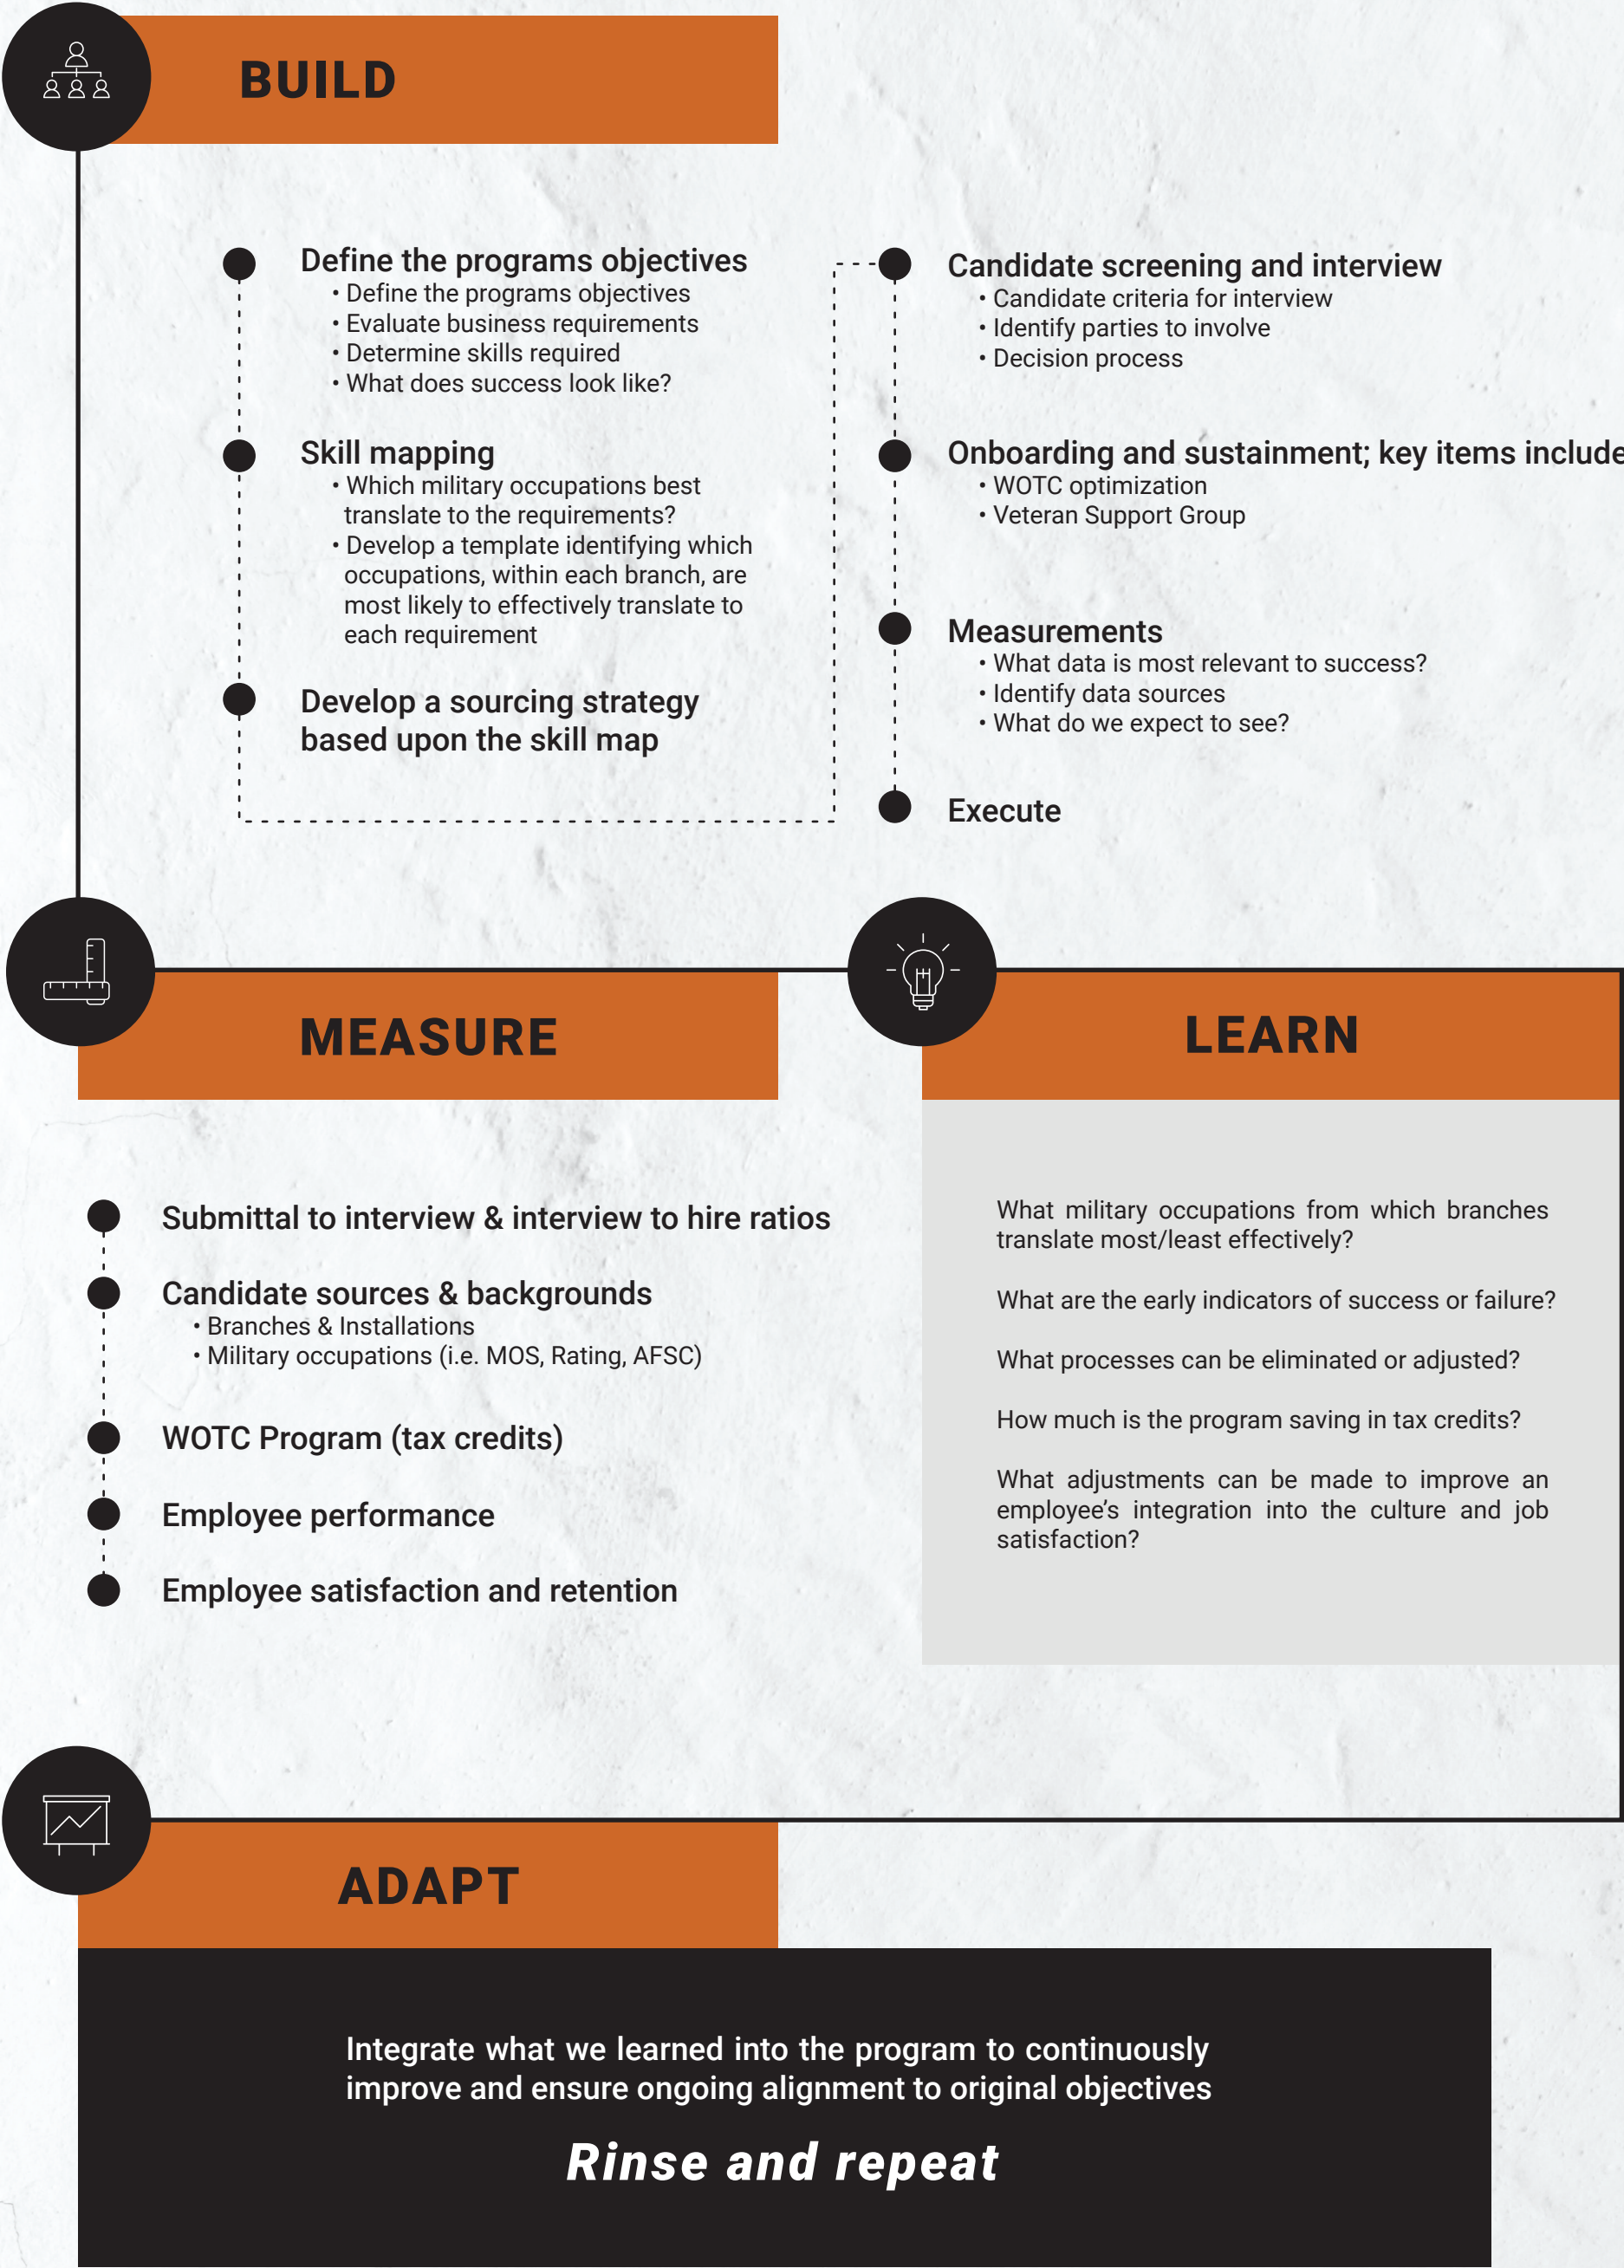 BUILD
Define the programs objectives
• Define the programs objectives
• Evaluate business requirements
• Determine skills required
• What does success look like?
Skill mapping
• Which military occupations best
translate to the requirements?
• Develop a template identifying which
occupations, within each branch, are
most likely to effectively translate to
each requirement
Develop a sourcing strategy
based upon the skill map
Candidate screening and interview
• Candidate criteria for interview
• Identify parties to involve
• Decision process
Onboarding and sustainment; key items include
• WOTC optimization
• Veteran Support Group
Measurements
• What data is most relevant to success?
• Identify data sources
• What do we expect to see?
Execute
MEASURE
Submittal to interview & interview to hire ratios
Candidate sources & backgrounds
• Branches & Installations
• Military occupations (i.e. MOS, Rating, AFSC)
WOTC Program (tax credits)
Employee performance
Employee satisfaction and retention
LEARN
What military occupations from which branches
translate most/least effectively?
What are the early indicators of success or failure?
What processes can be eliminated or adjusted?
How much is the program saving in tax credits?
What adjustments can be made to improve an
employee’s integration into the culture and job
satisfaction?
ADAPT
Integrate what we learned into the program to continuously
improve and ensure ongoing alignment to original objectives
Rinse and repeat